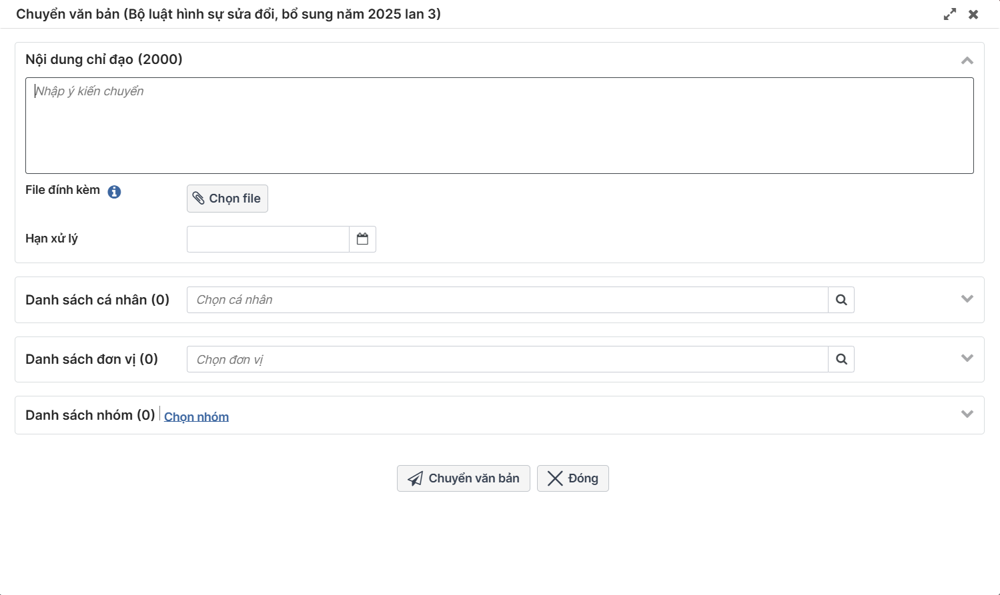 Chuyển văn bản (Bộ luật hình sự sửa đổi, bổ sung năm 2025 lan 3)
Nội dung chỉ đạo (2000)
Nhập ý kiến chuyển
File đính kèm
Chọn file
Hạn xử lý
Danh sách cá nhân (0) Chọn cá nhân
Danh sách đơn vị (0) Chọn đơn vị
Danh sách nhóm (0) Chọn nhóm
Chuyển văn bản Đóng